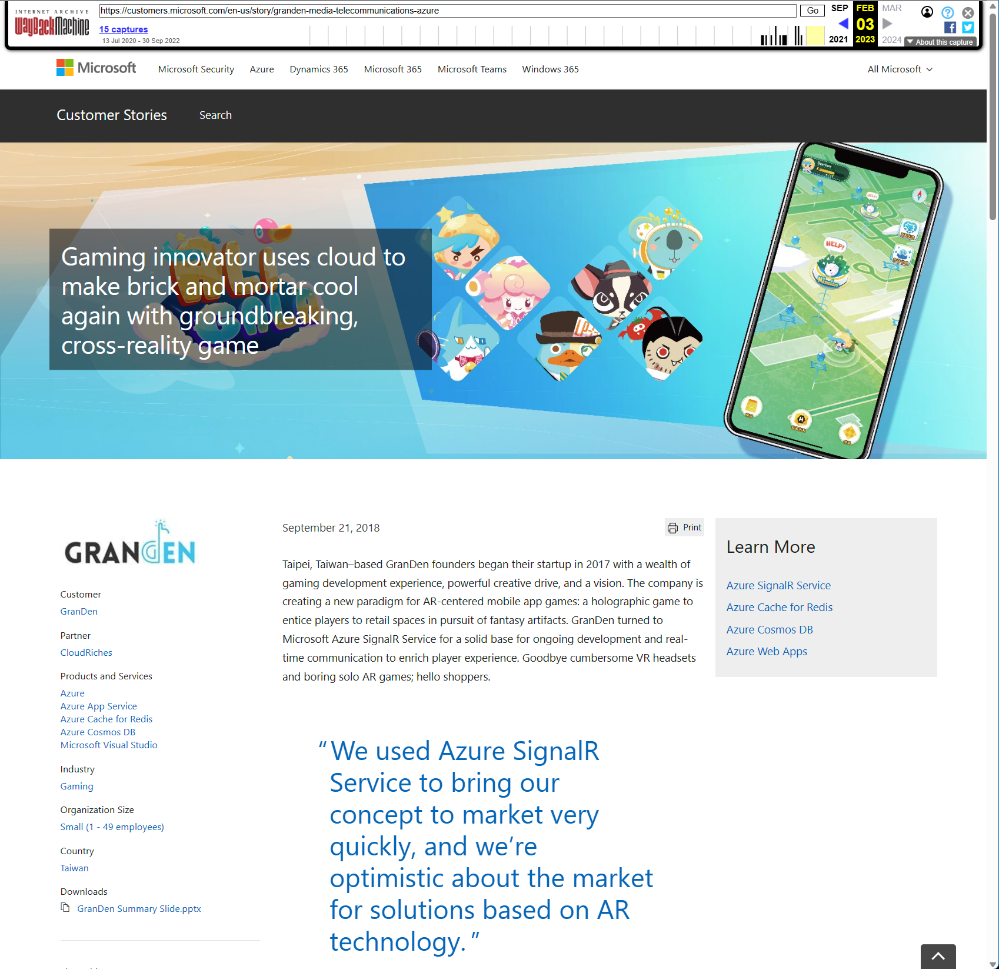 INTERNET ARCHIVE
WayBackMachine
https://customers.microsoft.com/en-us/story/granden-media-telecommunications-azure
Go
SEP
FEB
MAR
15 captures
03
13 Jul 2020 - 30 Sep 2022
2021
2023
2024
About this capture
Microsoft
Microsoft Security
Azure
Dynamics 365
Microsoft 365
Microsoft Teams
Windows 365
All Microsoft
Customer Stories
Search
Gaming innovator uses cloud to
make brick and mortar cool
again with groundbreaking,
cross-reality game
HELP!
HELP!
Mission
GRANDEN
Customer
GranDen
Partner
CloudRiches
Products and Services
Azure
Azure App Service
Azure Cache for Redis
Azure Cosmos DB
Microsoft Visual Studio
Industry
Gaming
Organization Size
Small (1 - 49 employees)
Country
Taiwan
Downloads
GranDen Summary Slide.pptx
September 21, 2018
Print
Taipei, Taiwan–based GranDen founders began their startup in 2017 with a wealth of
gaming development experience, powerful creative drive, and a vision. The company is
creating a new paradigm for AR-centered mobile app games: a holographic game to
entice players to retail spaces in pursuit of fantasy artifacts. GranDen turned to
Microsoft Azure SignalR Service for a solid base for ongoing development and real-
time communication to enrich player experience. Goodbye cumbersome VR headsets
and boring solo AR games; hello shoppers.
“We used Azure SignalR
Service to bring our
concept to market very
quickly, and we’re
optimistic about the market
for solutions based on AR
technology.”
Learn More
Azure SignalR Service
Azure Cache for Redis
Azure Cosmos DB
Azure Web Apps